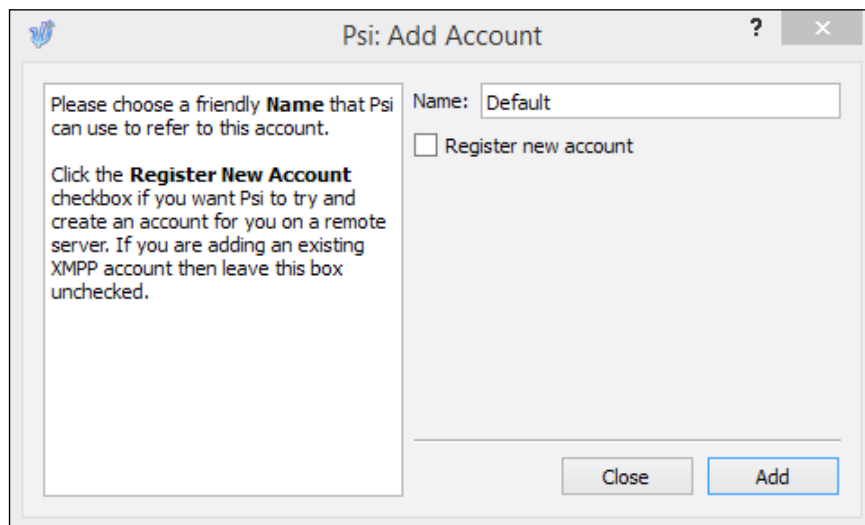 Psi: Add Account
?
Please choose a friendly Name that Psi
can use to refer to this account.
Click the Register New Account
checkbox if you want Psi to try and
create an account for you on a remote
server. If you are adding an existing
XMPP account then leave this box
unchecked.
Name: Default
Register new account
Close Add